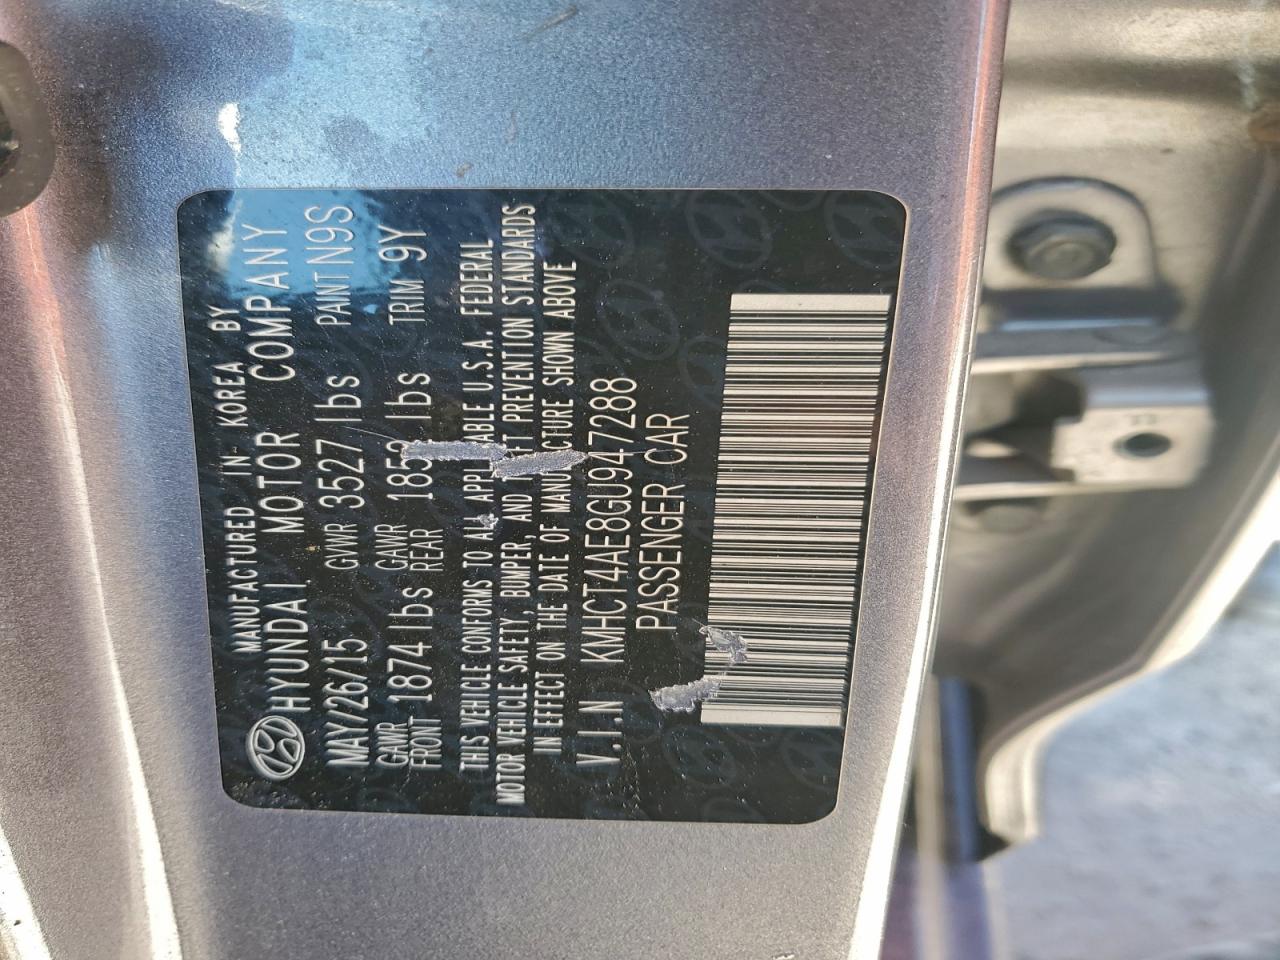 MANUFACTURED IN KOREA BY
HYUNDAI MOTOR COMPANY
MAY/26/15 GVWR 3527 lbs PAINT N9S
GAWR FRONT 1874 lbs GAWR REAR lbs TRIM 9Y
THIS VEHICLE CONFORMS TO ALL APPLICABLE U.S.A. FEDERAL
MOTOR VEHICLE SAFETY, BUMPER, AND THEFT PREVENTION STANDARDS
IN EFFECT ON THE DATE OF MANUFACTURE SHOWN ABOVE
V.I.N KMHCT4AE8GU947288
PASSENGER CAR